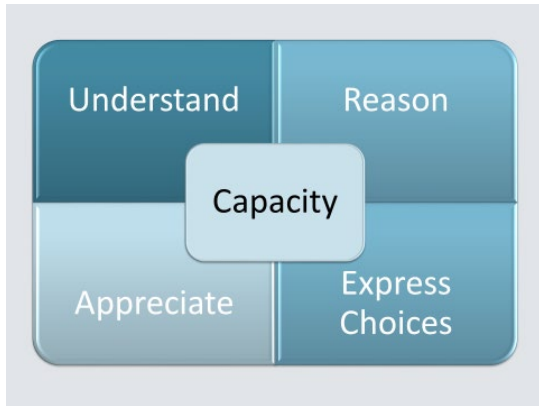 Understand
Reason
Capacity
Appreciate
Express
Choices